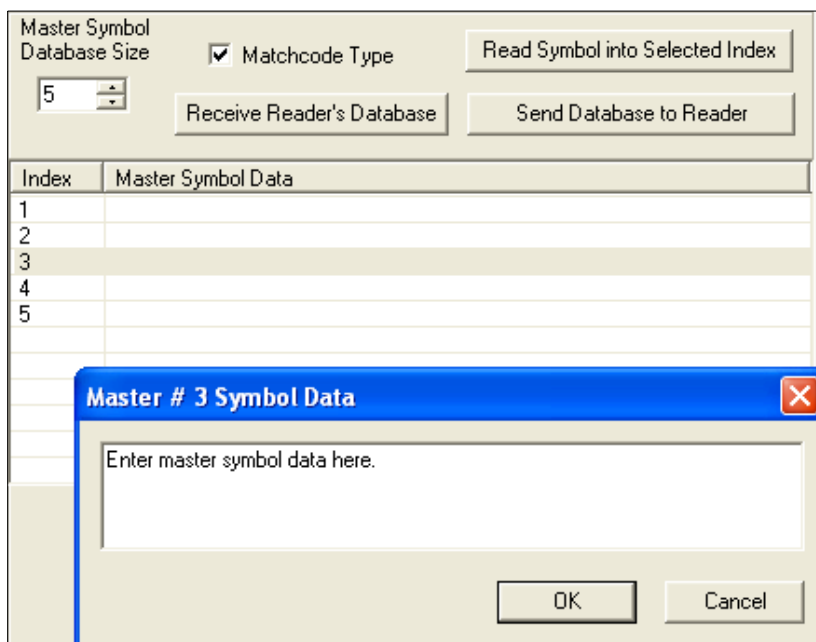 Master Symbol
Database Size
Matchcode Type
Read Symbol into Selected Index
5
Receive Reader's Database
Send Database to Reader
Index Master Symbol Data
1
2
3
4
5
Master # 3 Symbol Data
Enter master symbol data here.
OK Cancel